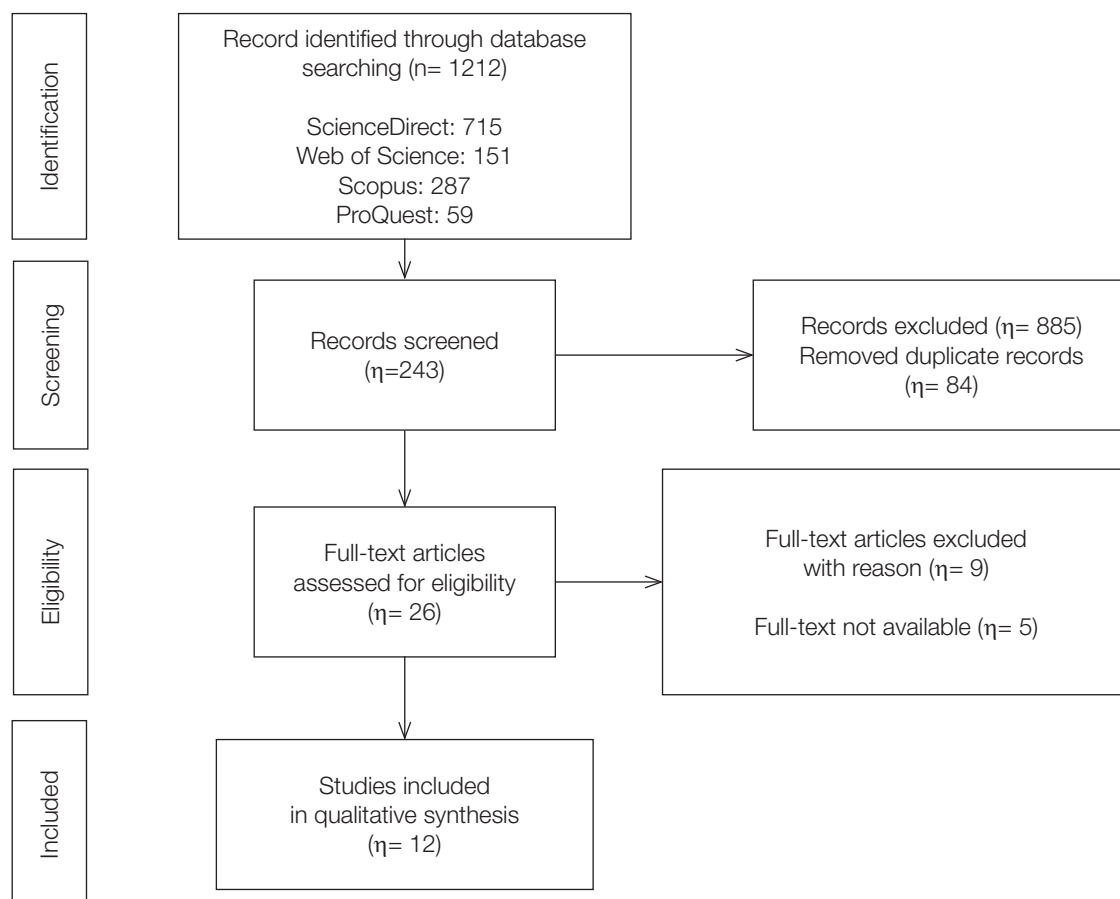 Identification
Record identified through database
searching (n= 1212)
ScienceDirect: 715
Web of Science: 151
Scopus: 287
ProQuest: 59
Screening
Records screened
(η=243)
Records excluded (η= 885)
Removed duplicate records
(η= 84)
Eligibility
Full-text articles
assessed for eligibility
(η= 26)
Full-text articles excluded
with reason (η= 9)
Full-text not available (η= 5)
Included
Studies included
in qualitative synthesis
(η= 12)